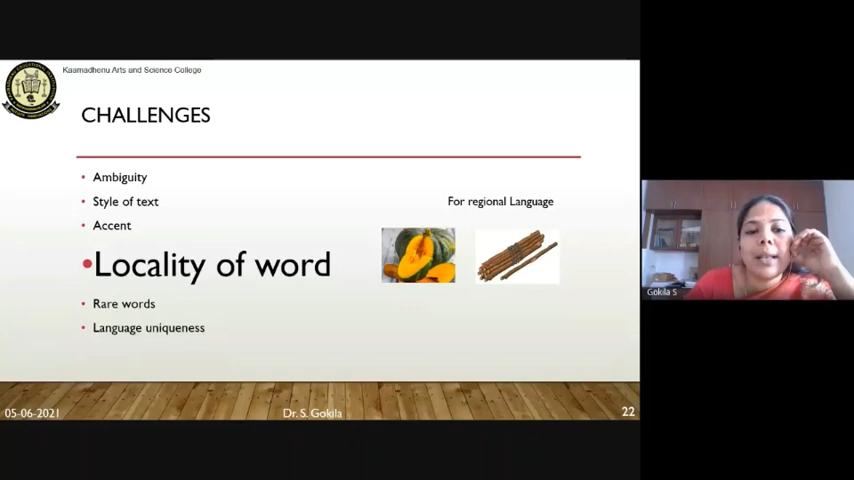 Kaamadhenu Arts and Science College
CHALLENGES
• Ambiguity
• Style of text
• Accent
For regional Language
•Locality of word
• Rare words
• Language uniqueness
05-06-2021
Dr. S. Gokila
22
Gokila S